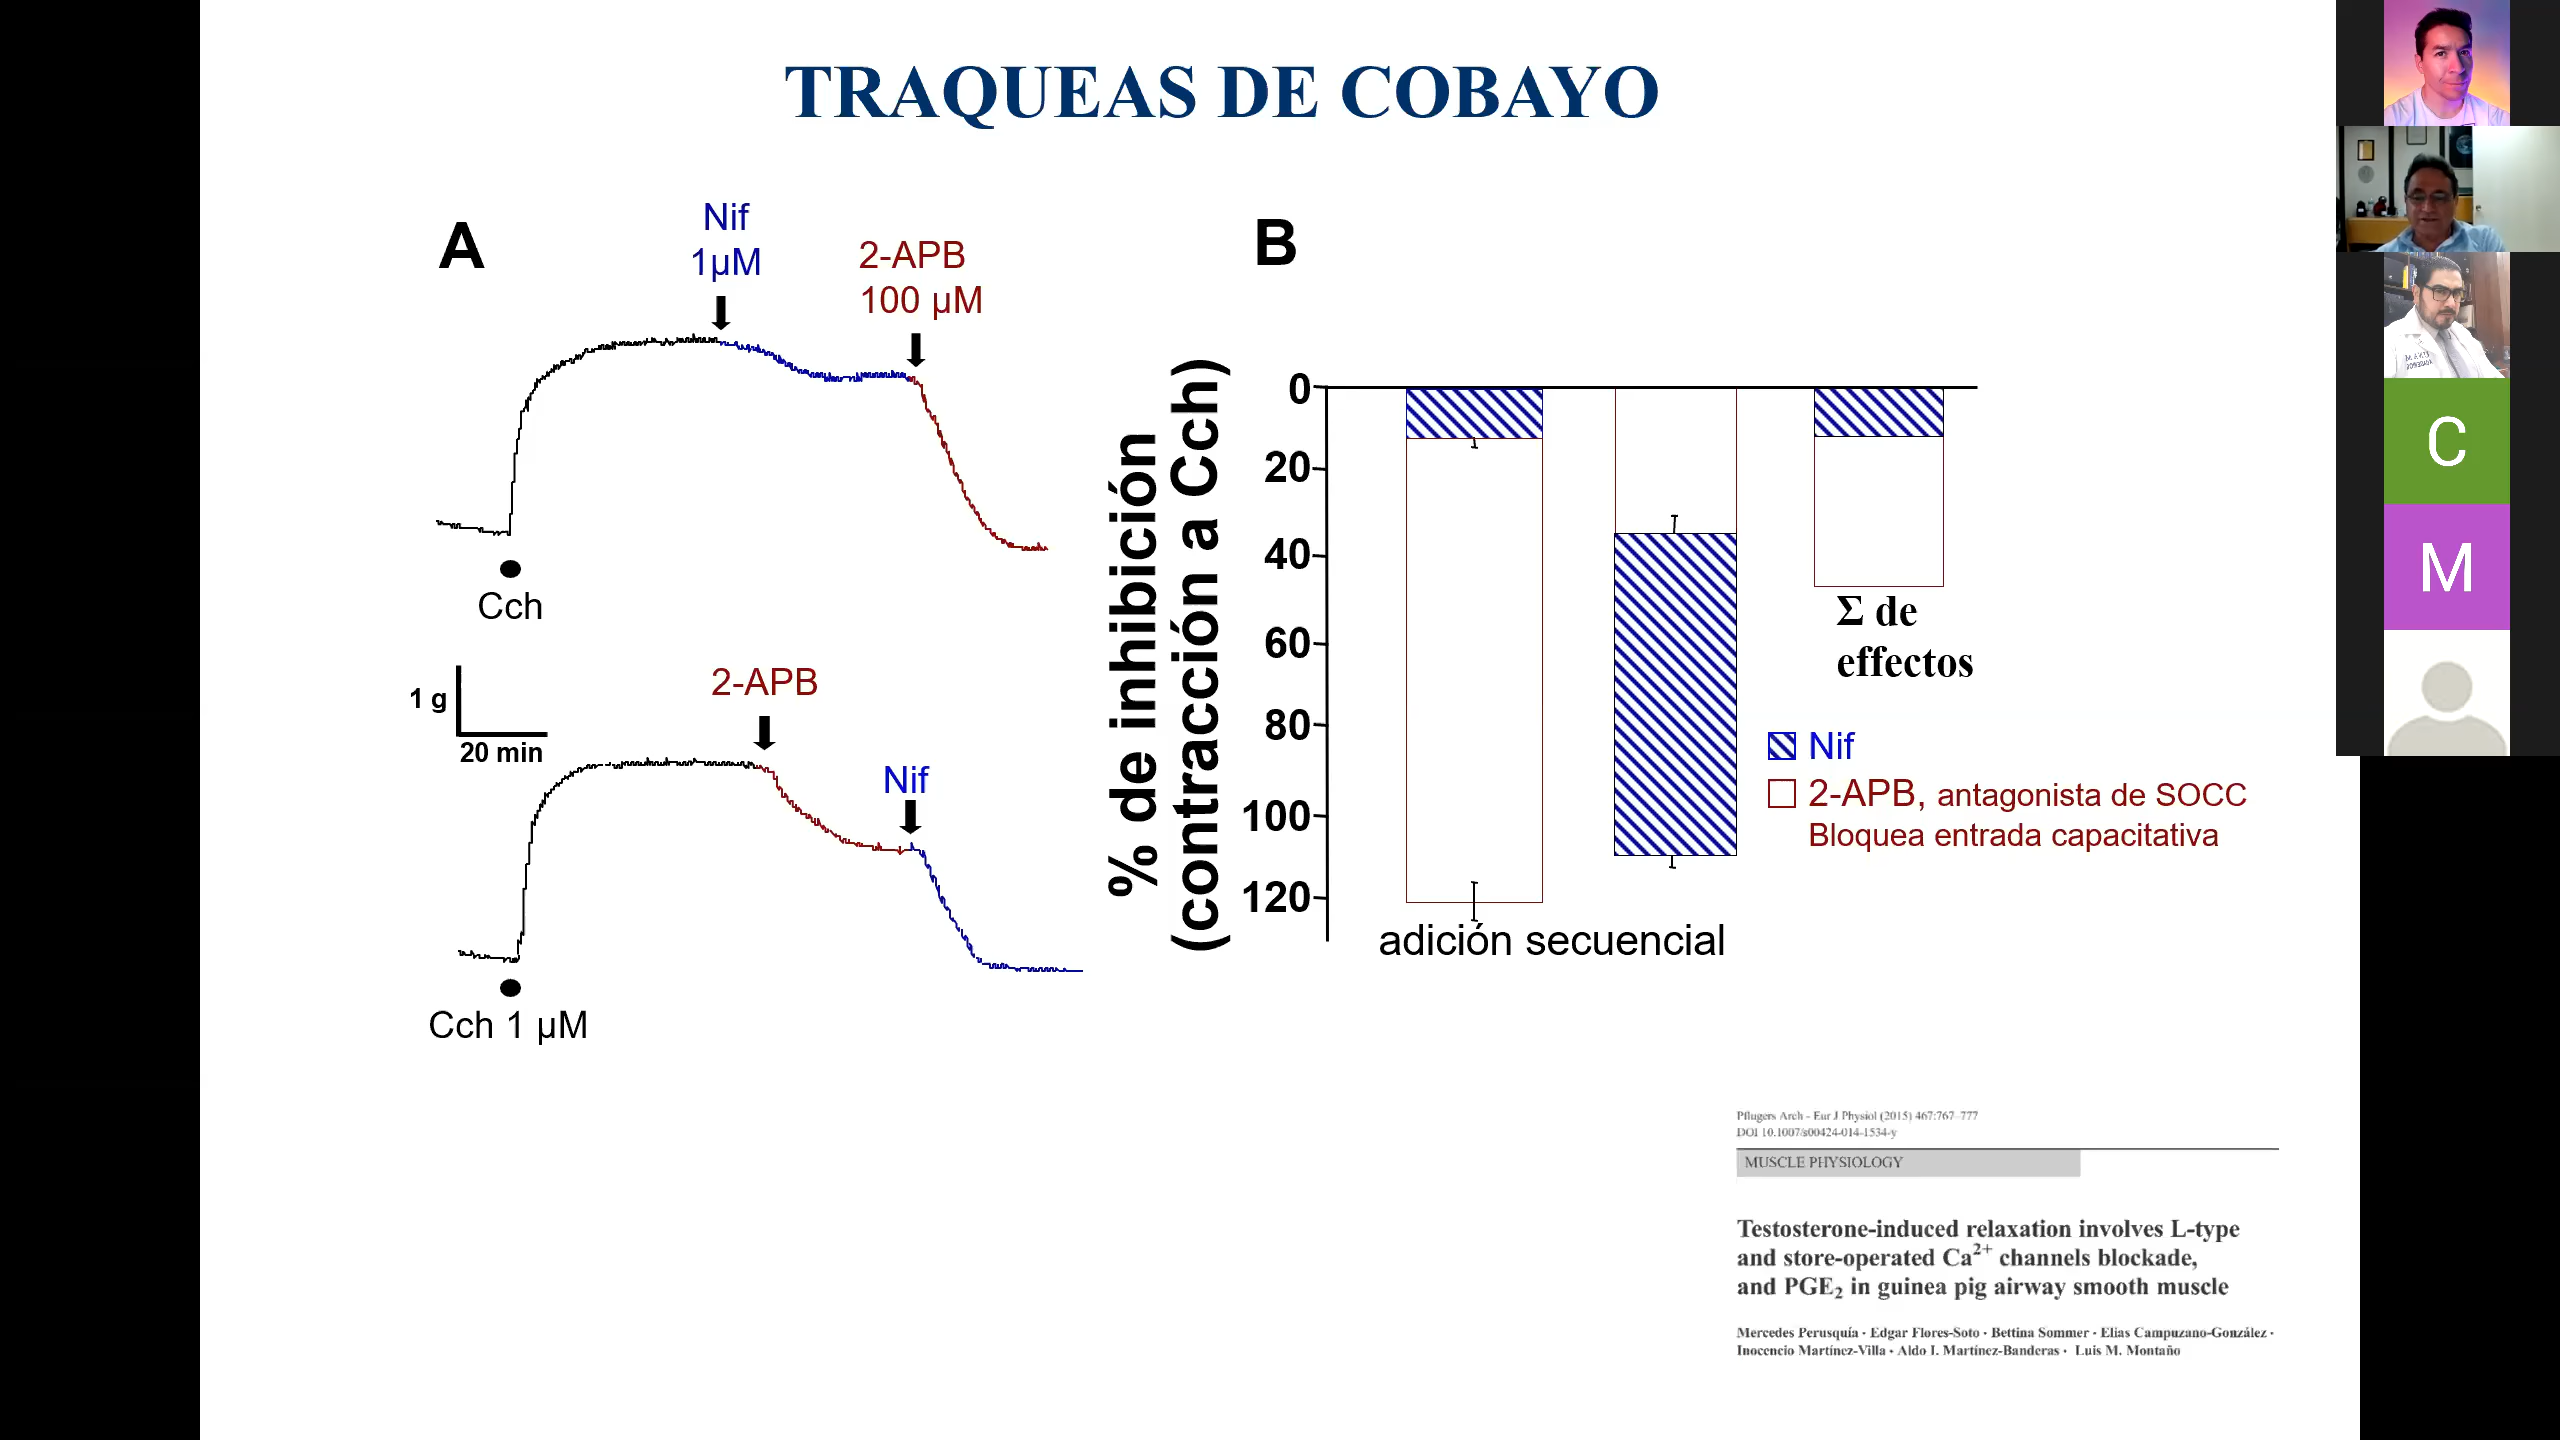 TRAQUEAS DE COBAYO
A
Nif
1µM
2-APB
100 µM
Cch
1 g
20 min
2-APB
Nif
Cch 1 µM
B
% de inhibición
(contracción a Cch)
0
20
40
60
80
100
120
adición secuencial
Σ de
effectos
Nif
2-APB, antagonista de SOCC
Bloquea entrada capacitativa
Pflugers Arch - Eur J Physiol (2015) 467:767–777
DOI 10.1007/s00424-014-1534-y
MUSCLE PHYSIOLOGY
Testosterone-induced relaxation involves L-type
and store-operated Ca2+ channels blockade,
and PGE2 in guinea pig airway smooth muscle
Mercedes Perusquía · Edgar Flores-Soto · Bettina Sommer · Elias Campuzano-González ·
Inocencio Martínez-Villa · Aldo I. Martínez-Banderas · Luis M. Montaño
C
M